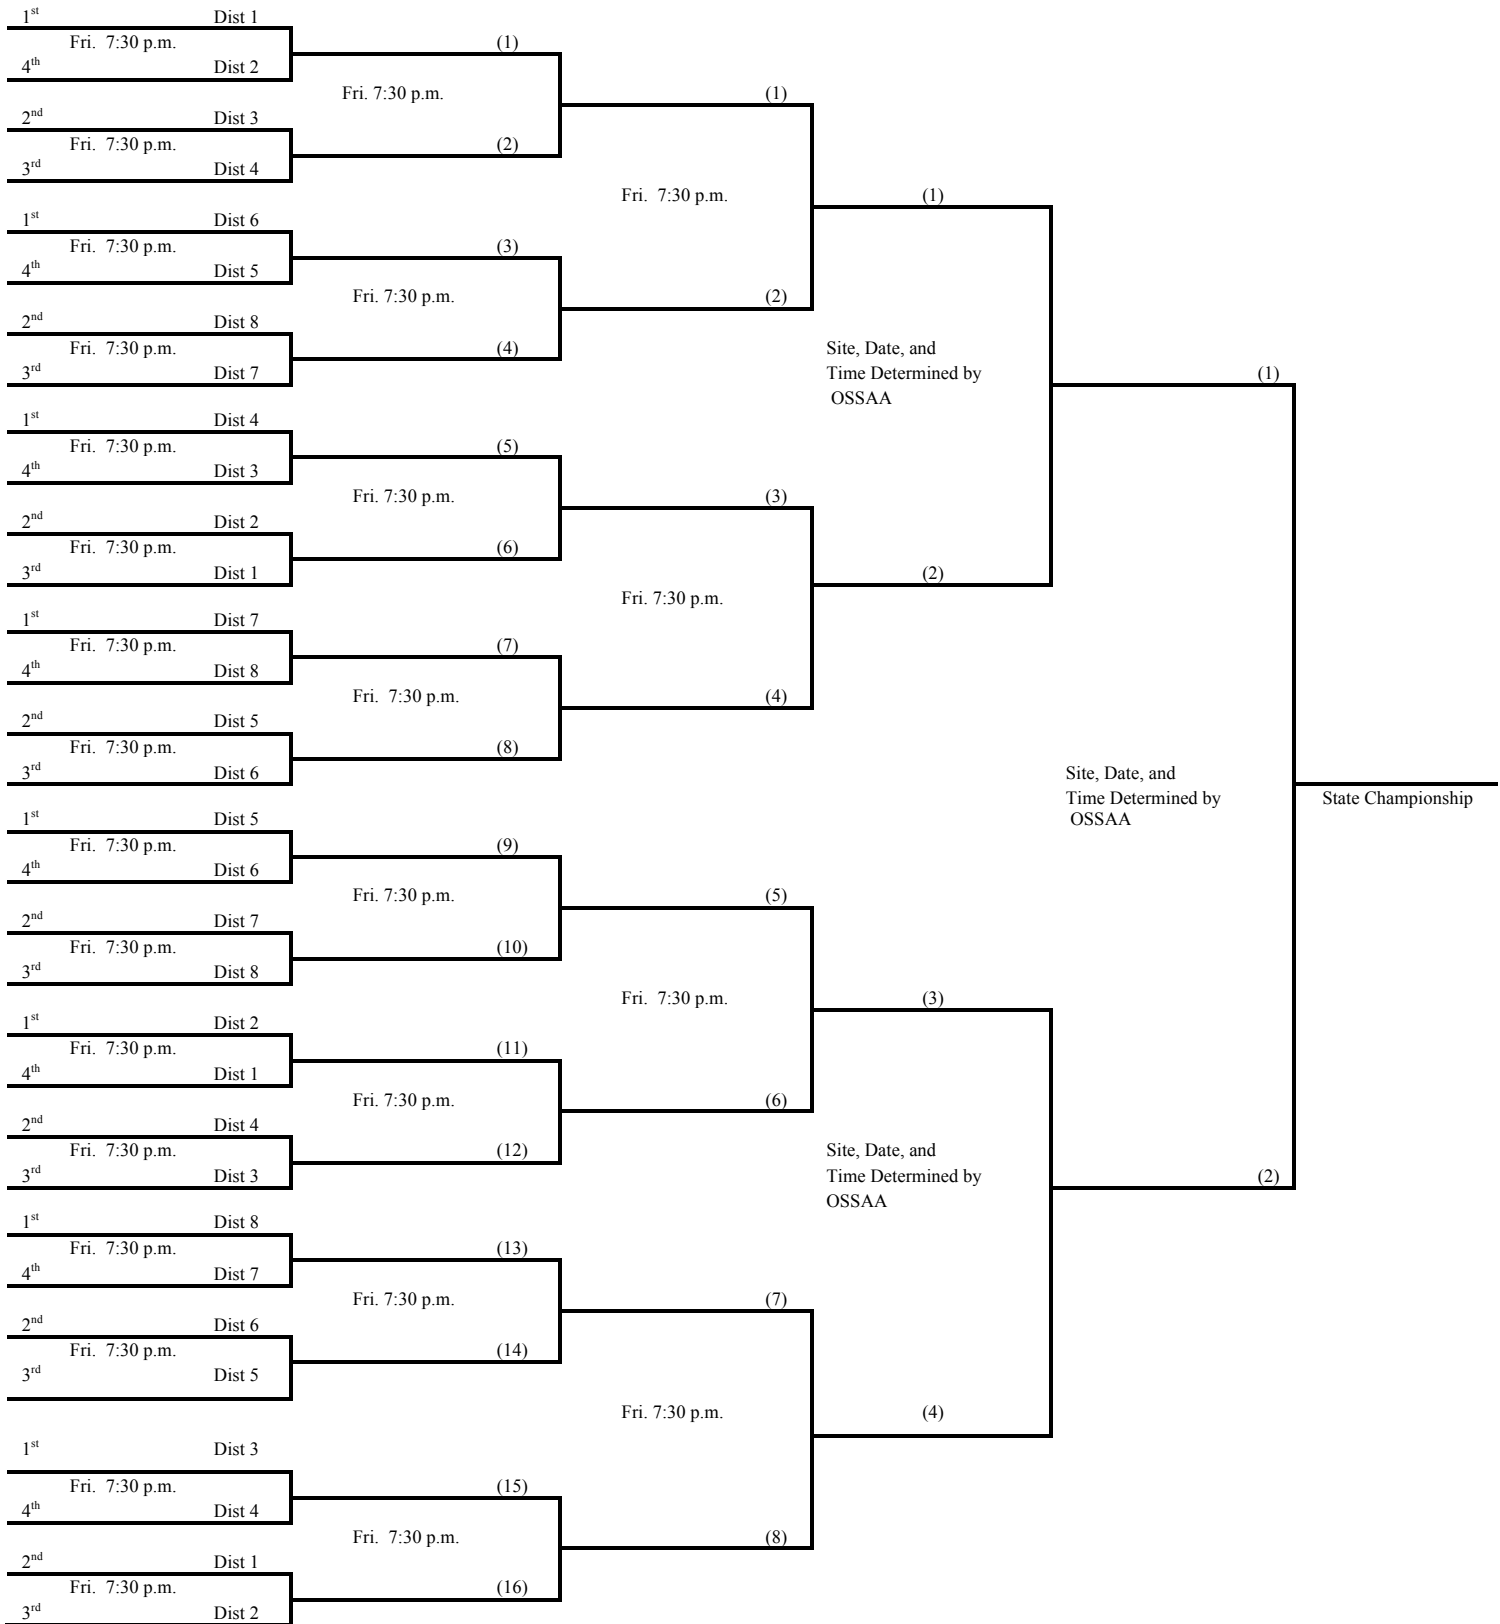 1st Dist 1
Fri. 7:30 p.m. (1)
4th Dist 2
Fri. 7:30 p.m. (1)
2nd Dist 3
Fri. 7:30 p.m. (2)
3rd Dist 4
Fri. 7:30 p.m. (1)
1st Dist 6
Fri. 7:30 p.m. (3)
4th Dist 5
Fri. 7:30 p.m. (2)
2nd Dist 8
Fri. 7:30 p.m. (4) Site, Date, and
3rd Dist 7 Time Determined by (1)
OSSAA
1st Dist 4
Fri. 7:30 p.m. (5)
4th Dist 3
Fri. 7:30 p.m. (3)
2nd Dist 2
Fri. 7:30 p.m. (6)
3rd Dist 1 (2)
Fri. 7:30 p.m.
1st Dist 7
Fri. 7:30 p.m. (7)
4th Dist 8
Fri. 7:30 p.m. (4)
2nd Dist 5
Fri. 7:30 p.m. (8)
3rd Dist 6 Site, Date, and
Time Determined by State Championship
1st Dist 5 OSSAA
Fri. 7:30 p.m. (9)
4th Dist 6
Fri. 7:30 p.m. (5)
2nd Dist 7
Fri. 7:30 p.m. (10)
3rd Dist 8
Fri. 7:30 p.m. (3)
1st Dist 2
Fri. 7:30 p.m. (11)
4th Dist 1
Fri. 7:30 p.m. (6)
2nd Dist 4
Fri. 7:30 p.m. (12) Site, Date, and
3rd Dist 3 Time Determined by (2)
OSSAA
1st Dist 8
Fri. 7:30 p.m. (13)
4th Dist 7
Fri. 7:30 p.m. (7)
2nd Dist 6
Fri. 7:30 p.m. (14)
3rd Dist 5
Fri. 7:30 p.m. (4)
1st Dist 3
Fri. 7:30 p.m. (15)
4th Dist 4
Fri. 7:30 p.m. (8)
2nd Dist 1
Fri. 7:30 p.m. (16)
3rd Dist 2